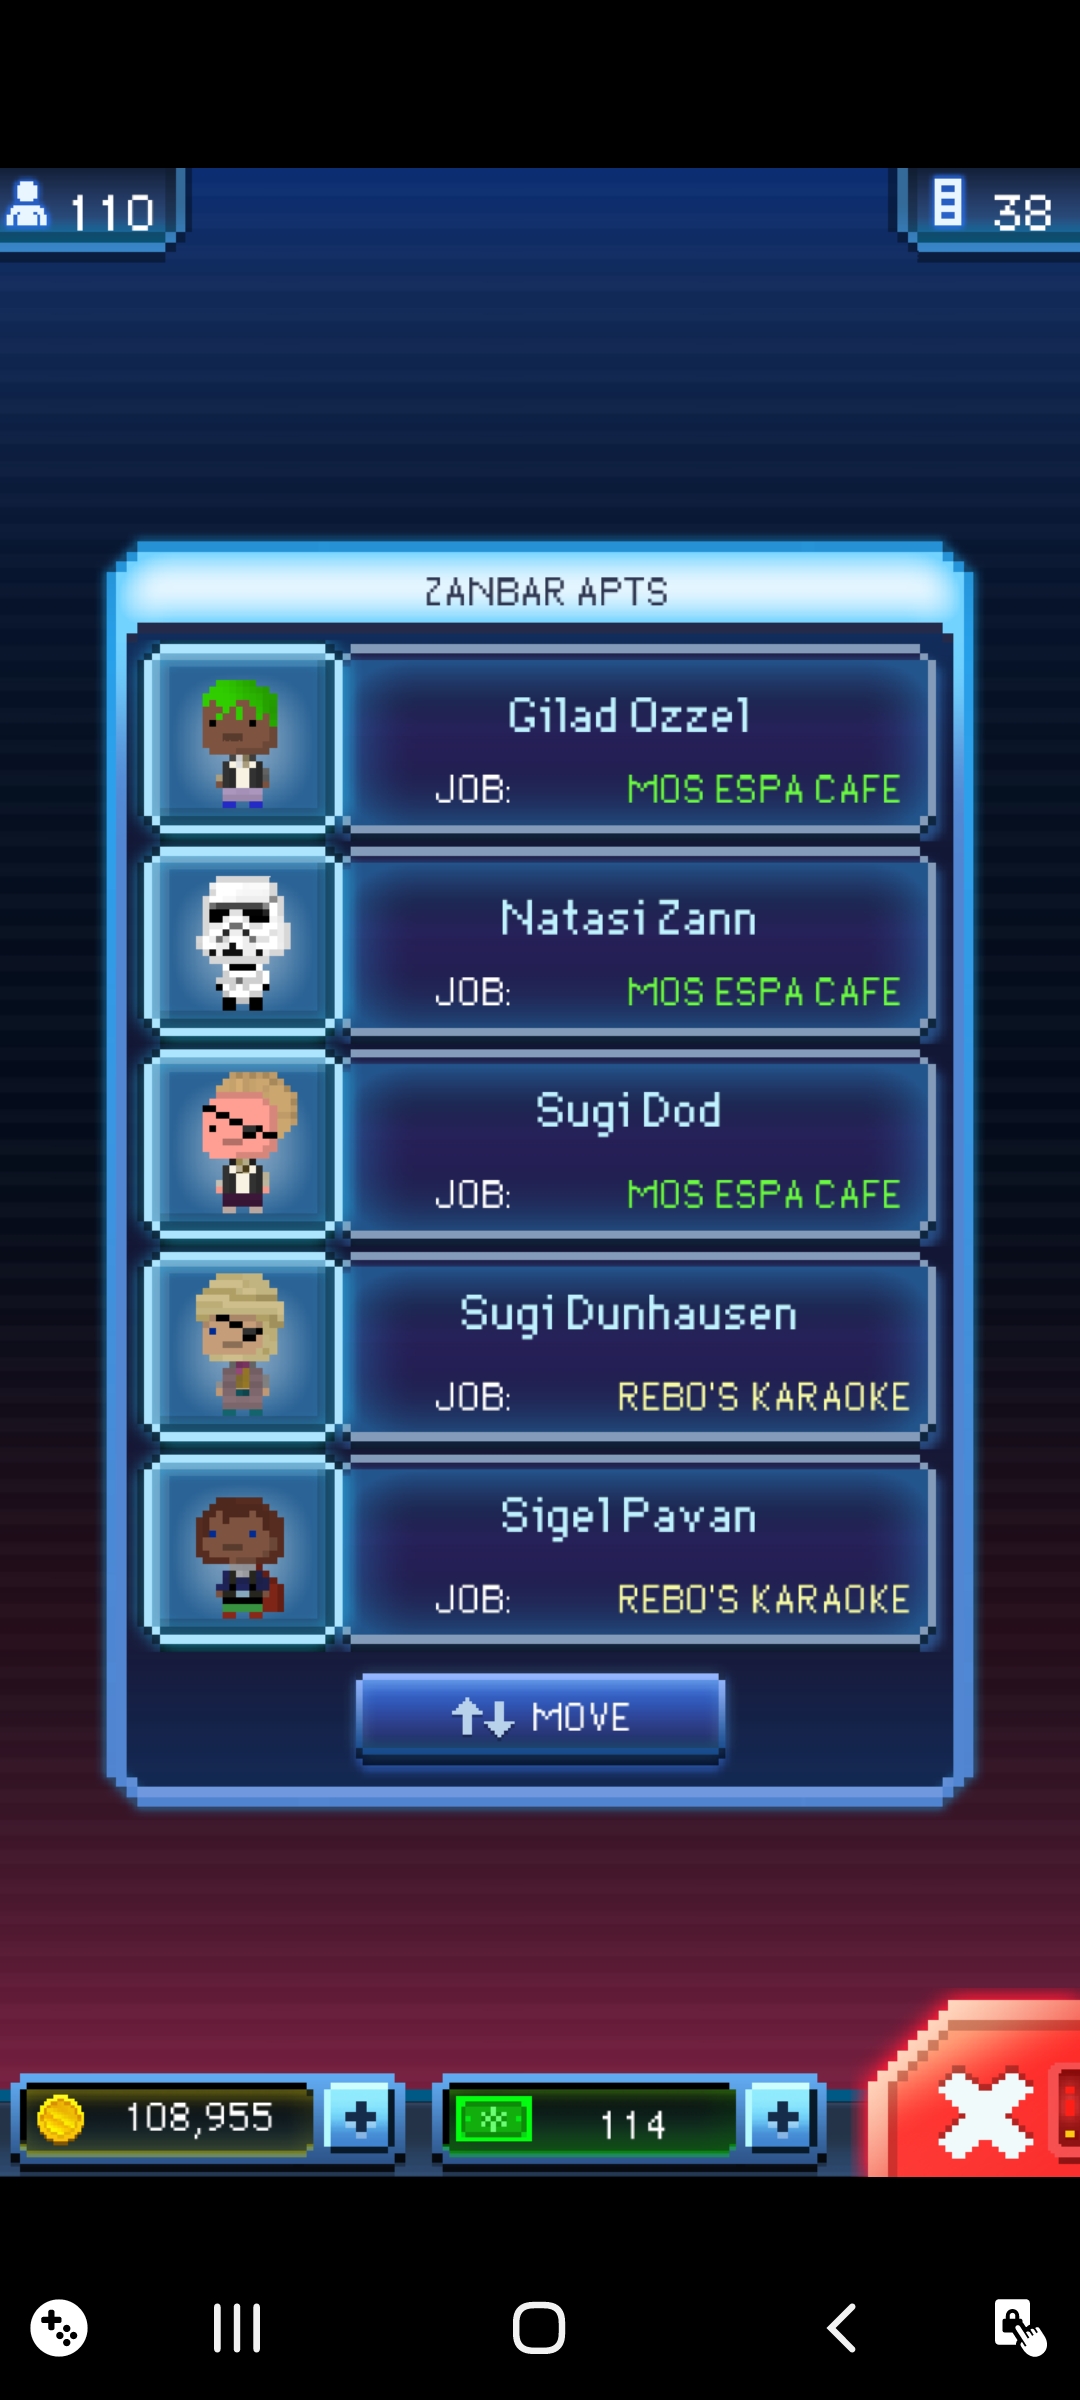 110
38
ZANBAR APTS
Gilad Ozzel
JOB: MOS ESPA CAFE
Natasi Zann
JOB: MOS ESPA CAFE
Sugi Dod
JOB: MOS ESPA CAFE
Sugi Dunhausen
JOB: REBO'S KARAOKE
Sigel Pavan
JOB: REBO'S KARAOKE
MOVE
108,955
114